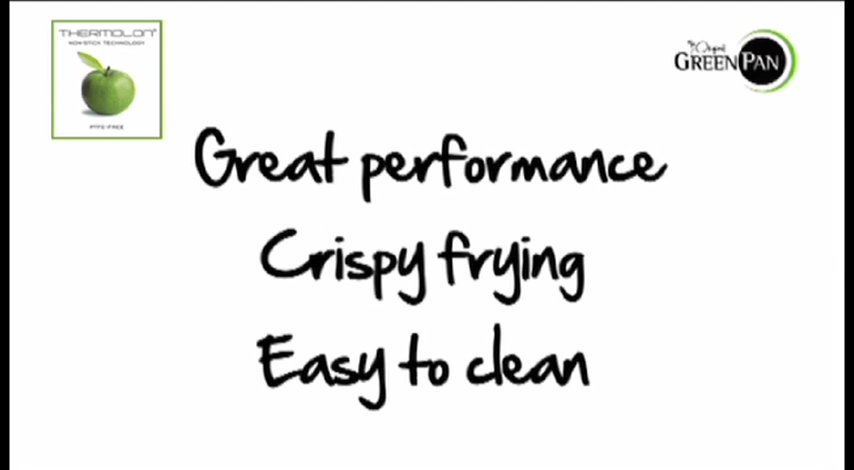 THERMOLON®
NON-STICK TECHNOLOGY
PTFE-FREE
The Original
GREENPAN
Great performance
Crispy frying
Easy to clean